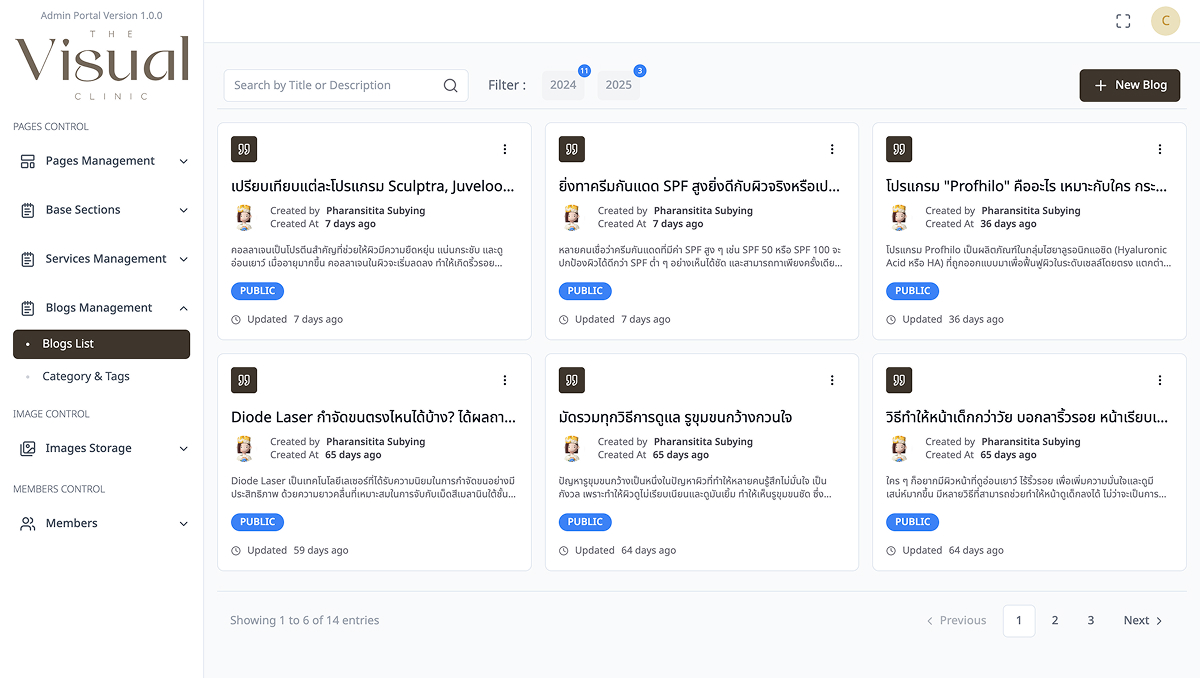 Admin Portal Version 1.0.0
THE
Visual
CLINIC
PAGES CONTROL
Pages Management
Base Sections
Services Management
Blogs Management
Blogs List
Category & Tags
IMAGE CONTROL
Images Storage
MEMBERS CONTROL
Members
C
Search by Title or Description
Filter :
2024
11
2025
3
New Blog
เปรียบเทียบแต่ละโปรแกรม Sculptra, Juveloo...
Created by Pharansitita Subying
Created At 7 days ago
คอลลาเจนเป็นโปรตีนสำคัญที่ช่วยให้ผิวมีความยืดหยุ่น แน่นกระชับ และดู
อ่อนเยาว์ เมื่ออายุมากขึ้น คอลลาเจนในผิวจะเริ่มลดลง ทำให้เกิดริ้วรอย...
PUBLIC
Updated 7 days ago
ยิ่งทาครีมกันแดด SPF สูงยิ่งดีกับผิวจริงหรือเป...
Created by Pharansitita Subying
Created At 7 days ago
หลายคนเชื่อว่าครีมกันแดดที่มีค่า SPF สูง ๆ เช่น SPF 50 หรือ SPF 100 จะ
ปกป้องผิวได้ดีกว่า SPF ต่ำ ๆ อย่างเห็นได้ชัด และสามารถทาเพียงครั้งเดีย...
PUBLIC
Updated 7 days ago
โปรแกรม "Profhilo" คืออะไร เหมาะกับใคร กระ...
Created by Pharansitita Subying
Created At 36 days ago
โปรแกรม Profhilo เป็นผลิตภัณฑ์ในกลุ่มไฮยาลูรอนิกแอซิด (Hyaluronic
Acid หรือ HA) ที่ถูกออกแบบมาเพื่อฟื้นฟูผิวในระดับเซลล์โดยตรง แตกต่า...
PUBLIC
Updated 36 days ago
Diode Laser กำจัดขนตรงไหนได้บ้าง? ได้ผลถา...
Created by Pharansitita Subying
Created At 65 days ago
Diode Laser เป็นเทคโนโลยีเลเซอร์ที่ได้รับความนิยมในการกำจัดขนอย่างมี
ประสิทธิภาพ ด้วยความยาวคลื่นที่เหมาะสมในการจับกับเม็ดสีเมลานินใต้ชั้น...
PUBLIC
Updated 59 days ago
มัดรวมทุกวิธีการดูแล รูขุมขนกว้างกวนใจ
Created by Pharansitita Subying
Created At 65 days ago
ปัญหารูขุมขนกว้างเป็นหนึ่งในปัญหาผิวที่ทำให้หลายคนรู้สึกไม่มั่นใจ เป็น
กังวล เพราะทำให้ผิวดูไม่เรียบเนียนและดูมันเยิ้ม ทำให้เห็นรูขุมขนชัด ซึ่ง...
PUBLIC
Updated 64 days ago
วิธีทำให้หน้าเด็กกว่าวัย บอกลาริ้วรอย หน้าเรียบเ...
Created by Pharansitita Subying
Created At 65 days ago
ใคร ๆ ก็อยากมีผิวหน้าที่ดูอ่อนเยาว์ ไร้ริ้วรอย เพื่อเพิ่มความมั่นใจและดูมี
เสน่ห์มากขึ้น มีหลายวิธีที่สามารถช่วยทำให้หน้าดูเด็กลงได้ ไม่ว่าจะเป็นการ...
PUBLIC
Updated 64 days ago
Showing 1 to 6 of 14 entries
Previous
1
2
3
Next